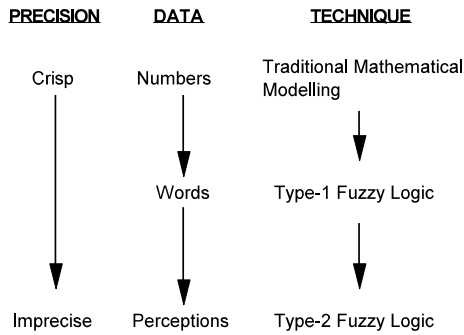 PRECISION DATA TECHNIQUE
Crisp Numbers Traditional Mathematical
Modelling
Words Type-1 Fuzzy Logic
Imprecise Perceptions Type-2 Fuzzy Logic